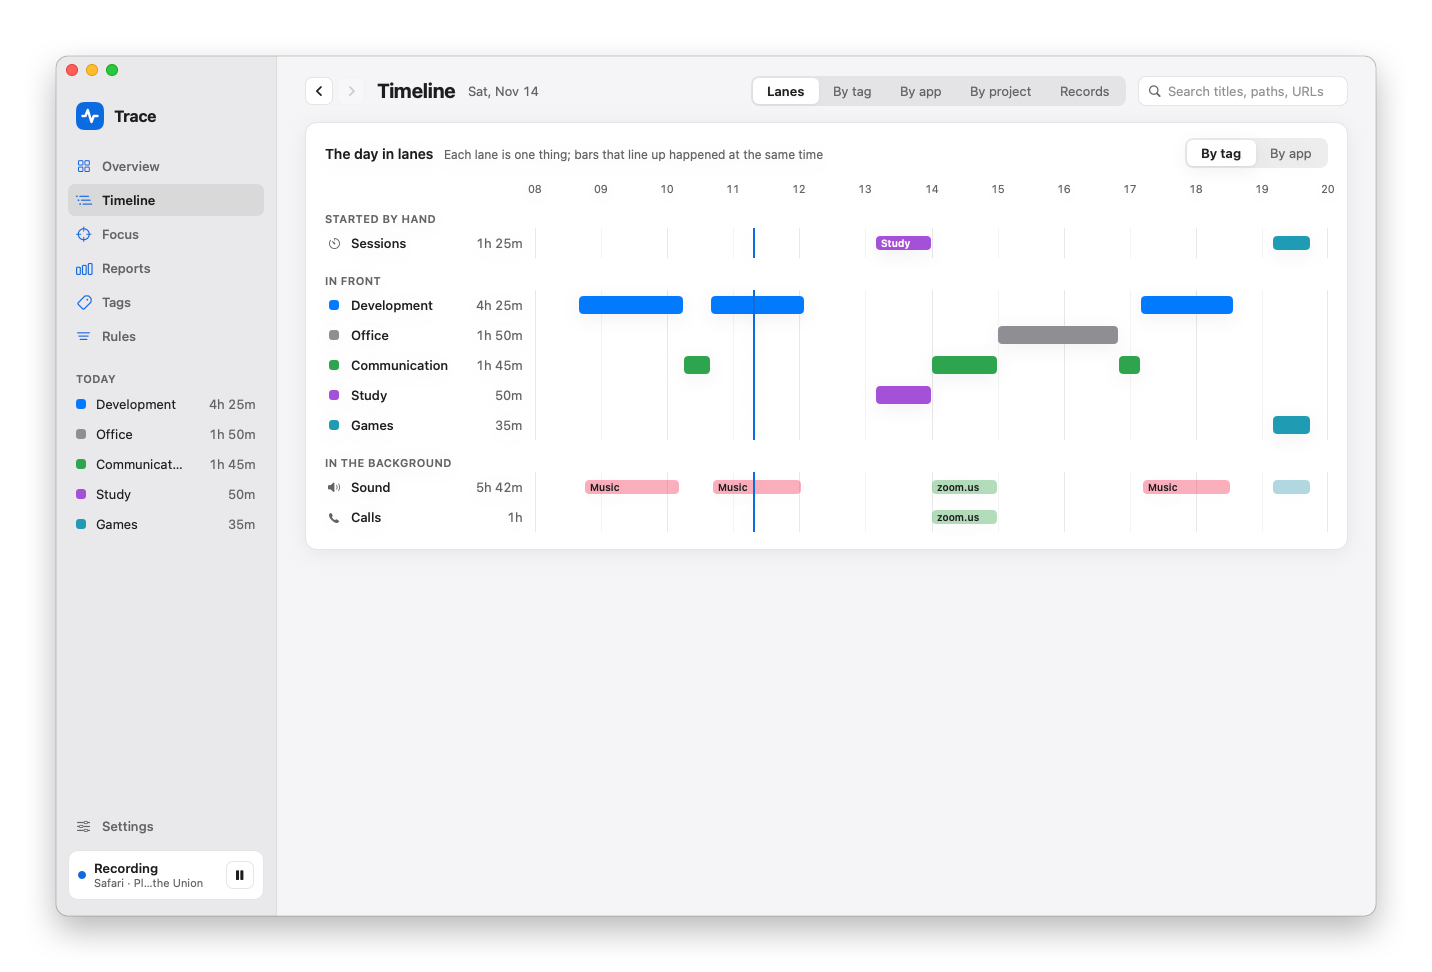 Trace
Overview
Timeline
Focus
Reports
Tags
Rules
TODAY
Development 4h 25m
Office 1h 50m
Communicat... 1h 45m
Study 50m
Games 35m
Settings
Recording
Safari · Pl...the Union
Timeline Sat, Nov 14
Lanes By tag By app By project Records
Search titles, paths, URLs
The day in lanes Each lane is one thing; bars that line up happened at the same time
By tag By app
08 09 10 11 12 13 14 15 16 17 18 19 20
STARTED BY HAND
Sessions 1h 25m Study
IN FRONT
Development 4h 25m
Office 1h 50m
Communication 1h 45m
Study 50m
Games 35m
IN THE BACKGROUND
Sound 5h 42m Music Music zoom.us Music
Calls 1h zoom.us